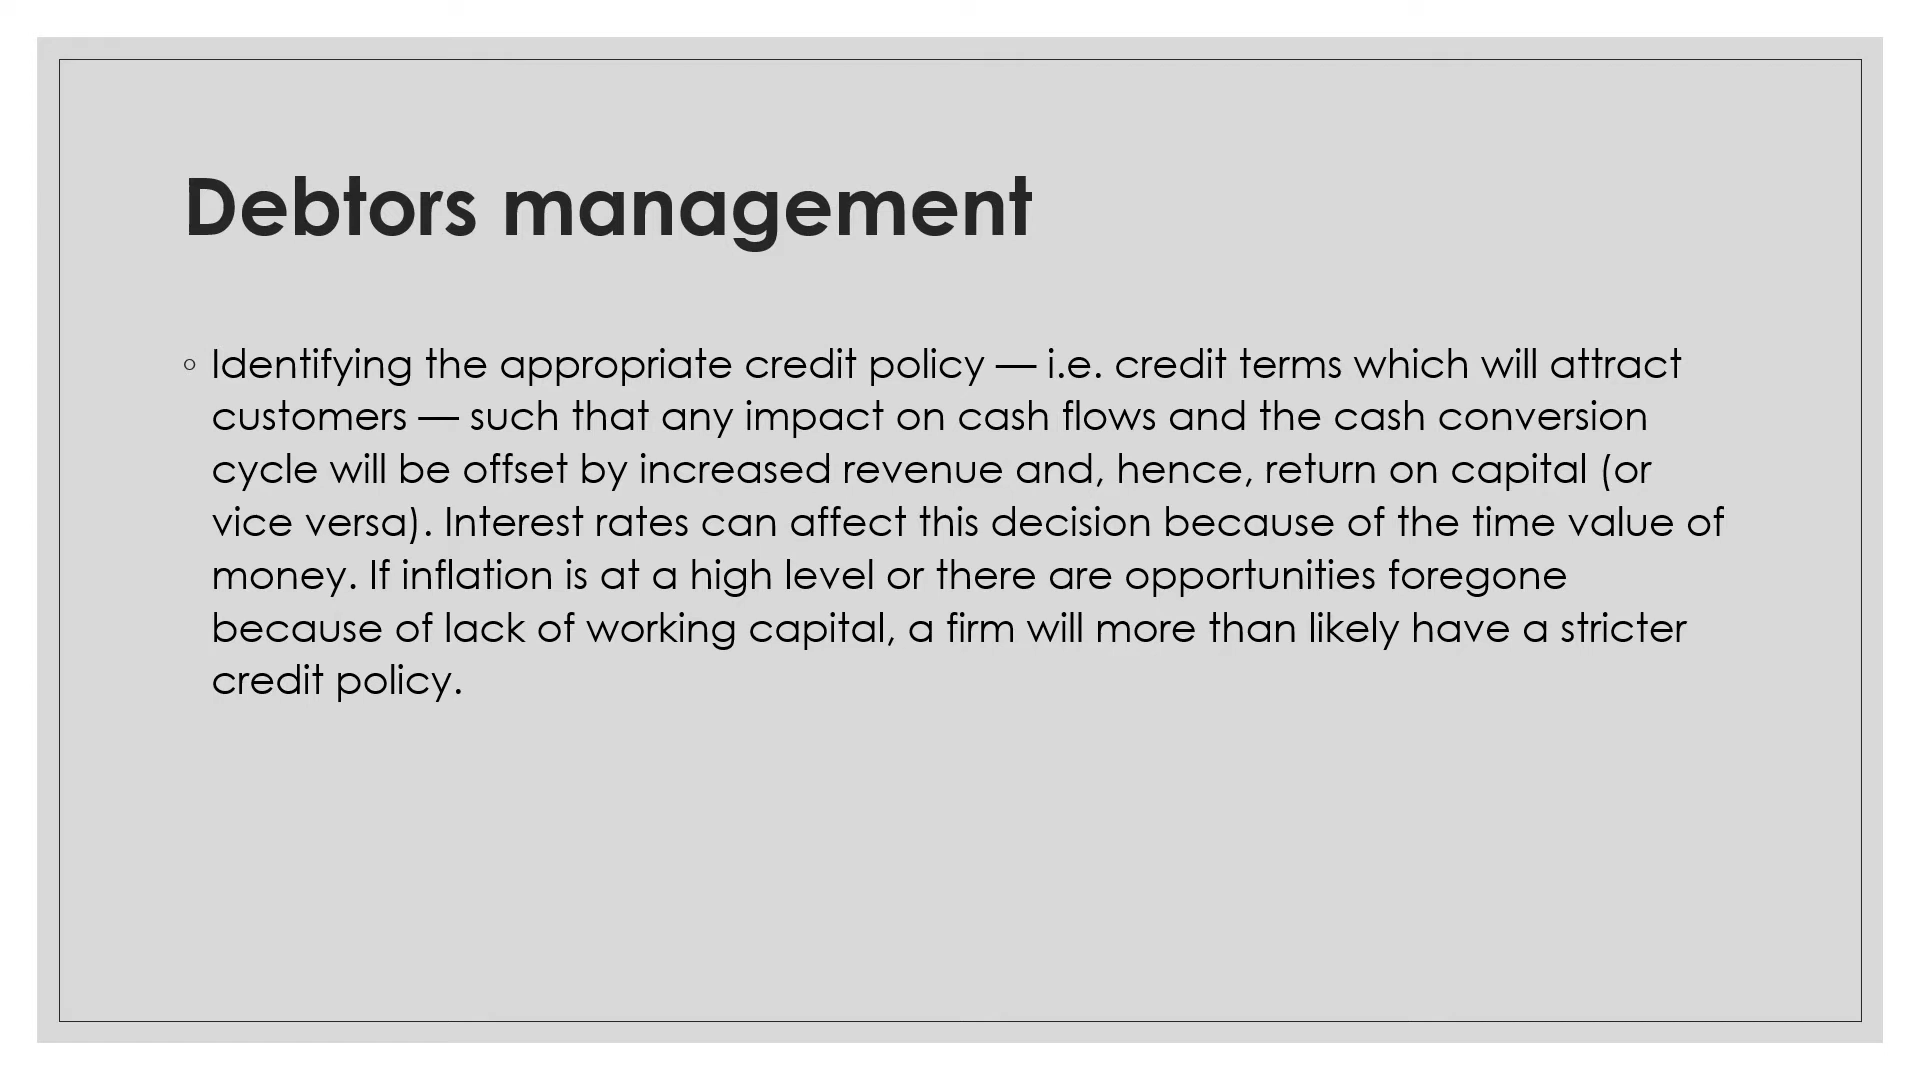 Debtors management
◦ Identifying the appropriate credit policy — i.e. credit terms which will attract
customers — such that any impact on cash flows and the cash conversion
cycle will be offset by increased revenue and, hence, return on capital (or
vice versa). Interest rates can affect this decision because of the time value of
money. If inflation is at a high level or there are opportunities foregone
because of lack of working capital, a firm will more than likely have a stricter
credit policy.